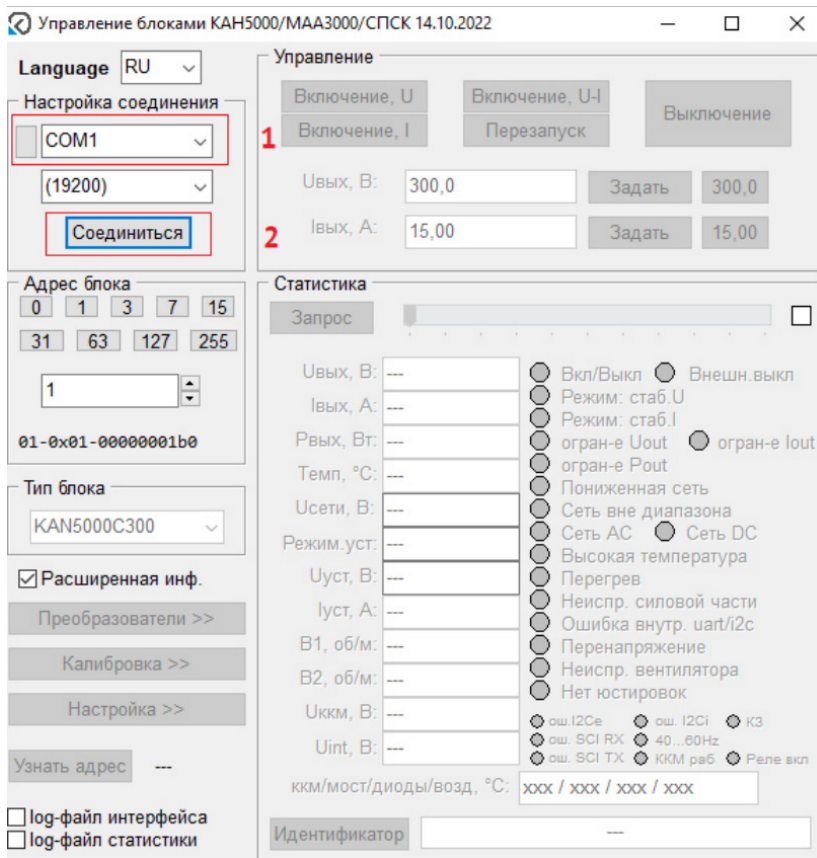 Управление блоками КАН5000/МАА3000/СПСК 14.10.2022
Language RU
Настройка соединения
COM1
(19200)
Соединиться
1
2
Управление
Включение, U
Включение, U-I
Выключение
Включение, I
Перезапуск
Uвых, В: 300,0 Задать 300,0
Iвых, А: 15,00 Задать 15,00
Адрес блока
0 1 3 7 15
31 63 127 255
1
01-0x01-00000001b0
Тип блока
KAN5000C300
Расширенная инф.
Преобразователи >>
Калибровка >>
Настройка >>
Узнать адрес ---
log-файл интерфейса
log-файл статистики
Статистика
Запрос
Uвых, В: ---
Iвых, А: ---
Pвых, Вт: ---
Темп, °C: ---
Uсети, В: ---
Режим.уст: ---
Uуст, В: ---
Iуст, А: ---
В1, об/м: ---
В2, об/м: ---
Uккм, В: ---
Uint, В: ---
Вкл/Выкл Внешн.выкл
Режим: стаб.U
Режим: стаб.I
огран-е Uout огран-е Iout
огран-е Pout
Пониженная сеть
Сеть вне диапазона
Сеть AC Сеть DC
Высокая температура
Перегрев
Неиспр. силовой части
Ошибка внутр. uart/i2c
Перенапряжение
Неиспр. вентилятора
Нет юстировок
ош.I2Ce ош. I2Ci КЗ
ош. SCI RX 40...60Hz
ош. SCI TX ККМ раб Реле вкл
ккм/мост/диоды/возд, °C: xxx / xxx / xxx / xxx
Идентификатор ---